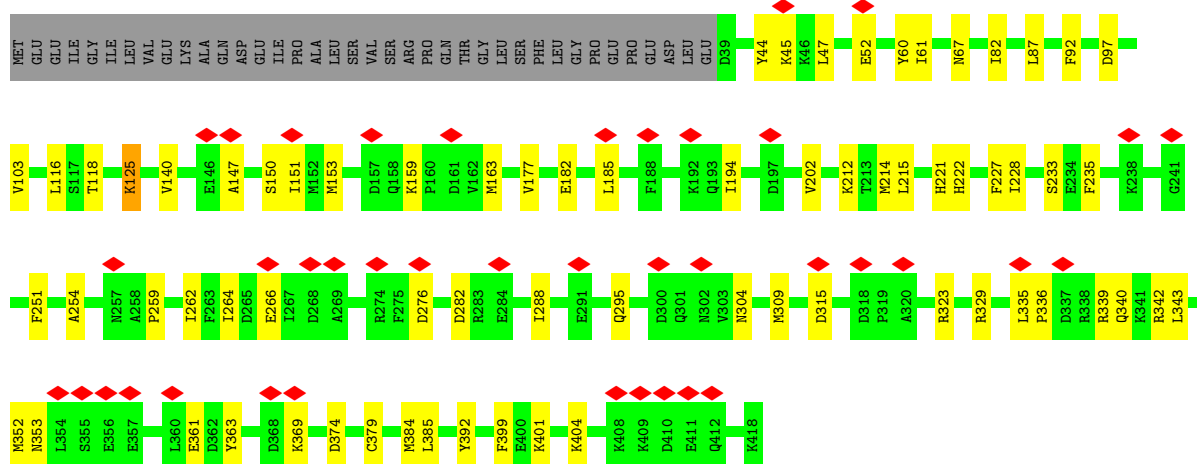 MET GLU GLU ILE GLY ILE LEU VAL GLU LYS ALA GLN ASP GLU ILE PRO ALA LEU SER VAL SER ARG PRO GLN THR GLY LEU SER PHE LEU GLY PRO GLU PRO GLU ASP LEU GLU D39 Y44 K45 K46 L47 E52 Y60 I61 N67 I82 L87 F92 D97
V103 L116 S117 T118 K125 V140 E146 A147 S150 I151 M152 M153 D157 Q158 K159 P160 D161 V162 M163 V177 E182 L185 F188 K192 Q193 I194 D197 V202 K212 T213 M214 L215 H221 H222 F227 I228 S233 E234 F235 K238 G241
F251 A254 N257 A258 P259 I262 F263 I264 D265 E266 I267 D268 A269 R274 F275 D276 D282 R283 E284 I288 E291 Q295 D300 Q301 N302 V303 N304 M309 D315 D318 P319 A320 R323 R329 L335 P336 D337 R338 R339 Q340 K341 R342 L343
M352 N353 L354 S355 E356 E357 L360 E361 D362 Y363 D368 K369 D374 C379 M384 L385 Y392 F399 E400 K401 K404 K408 K409 D410 E411 Q412 K418